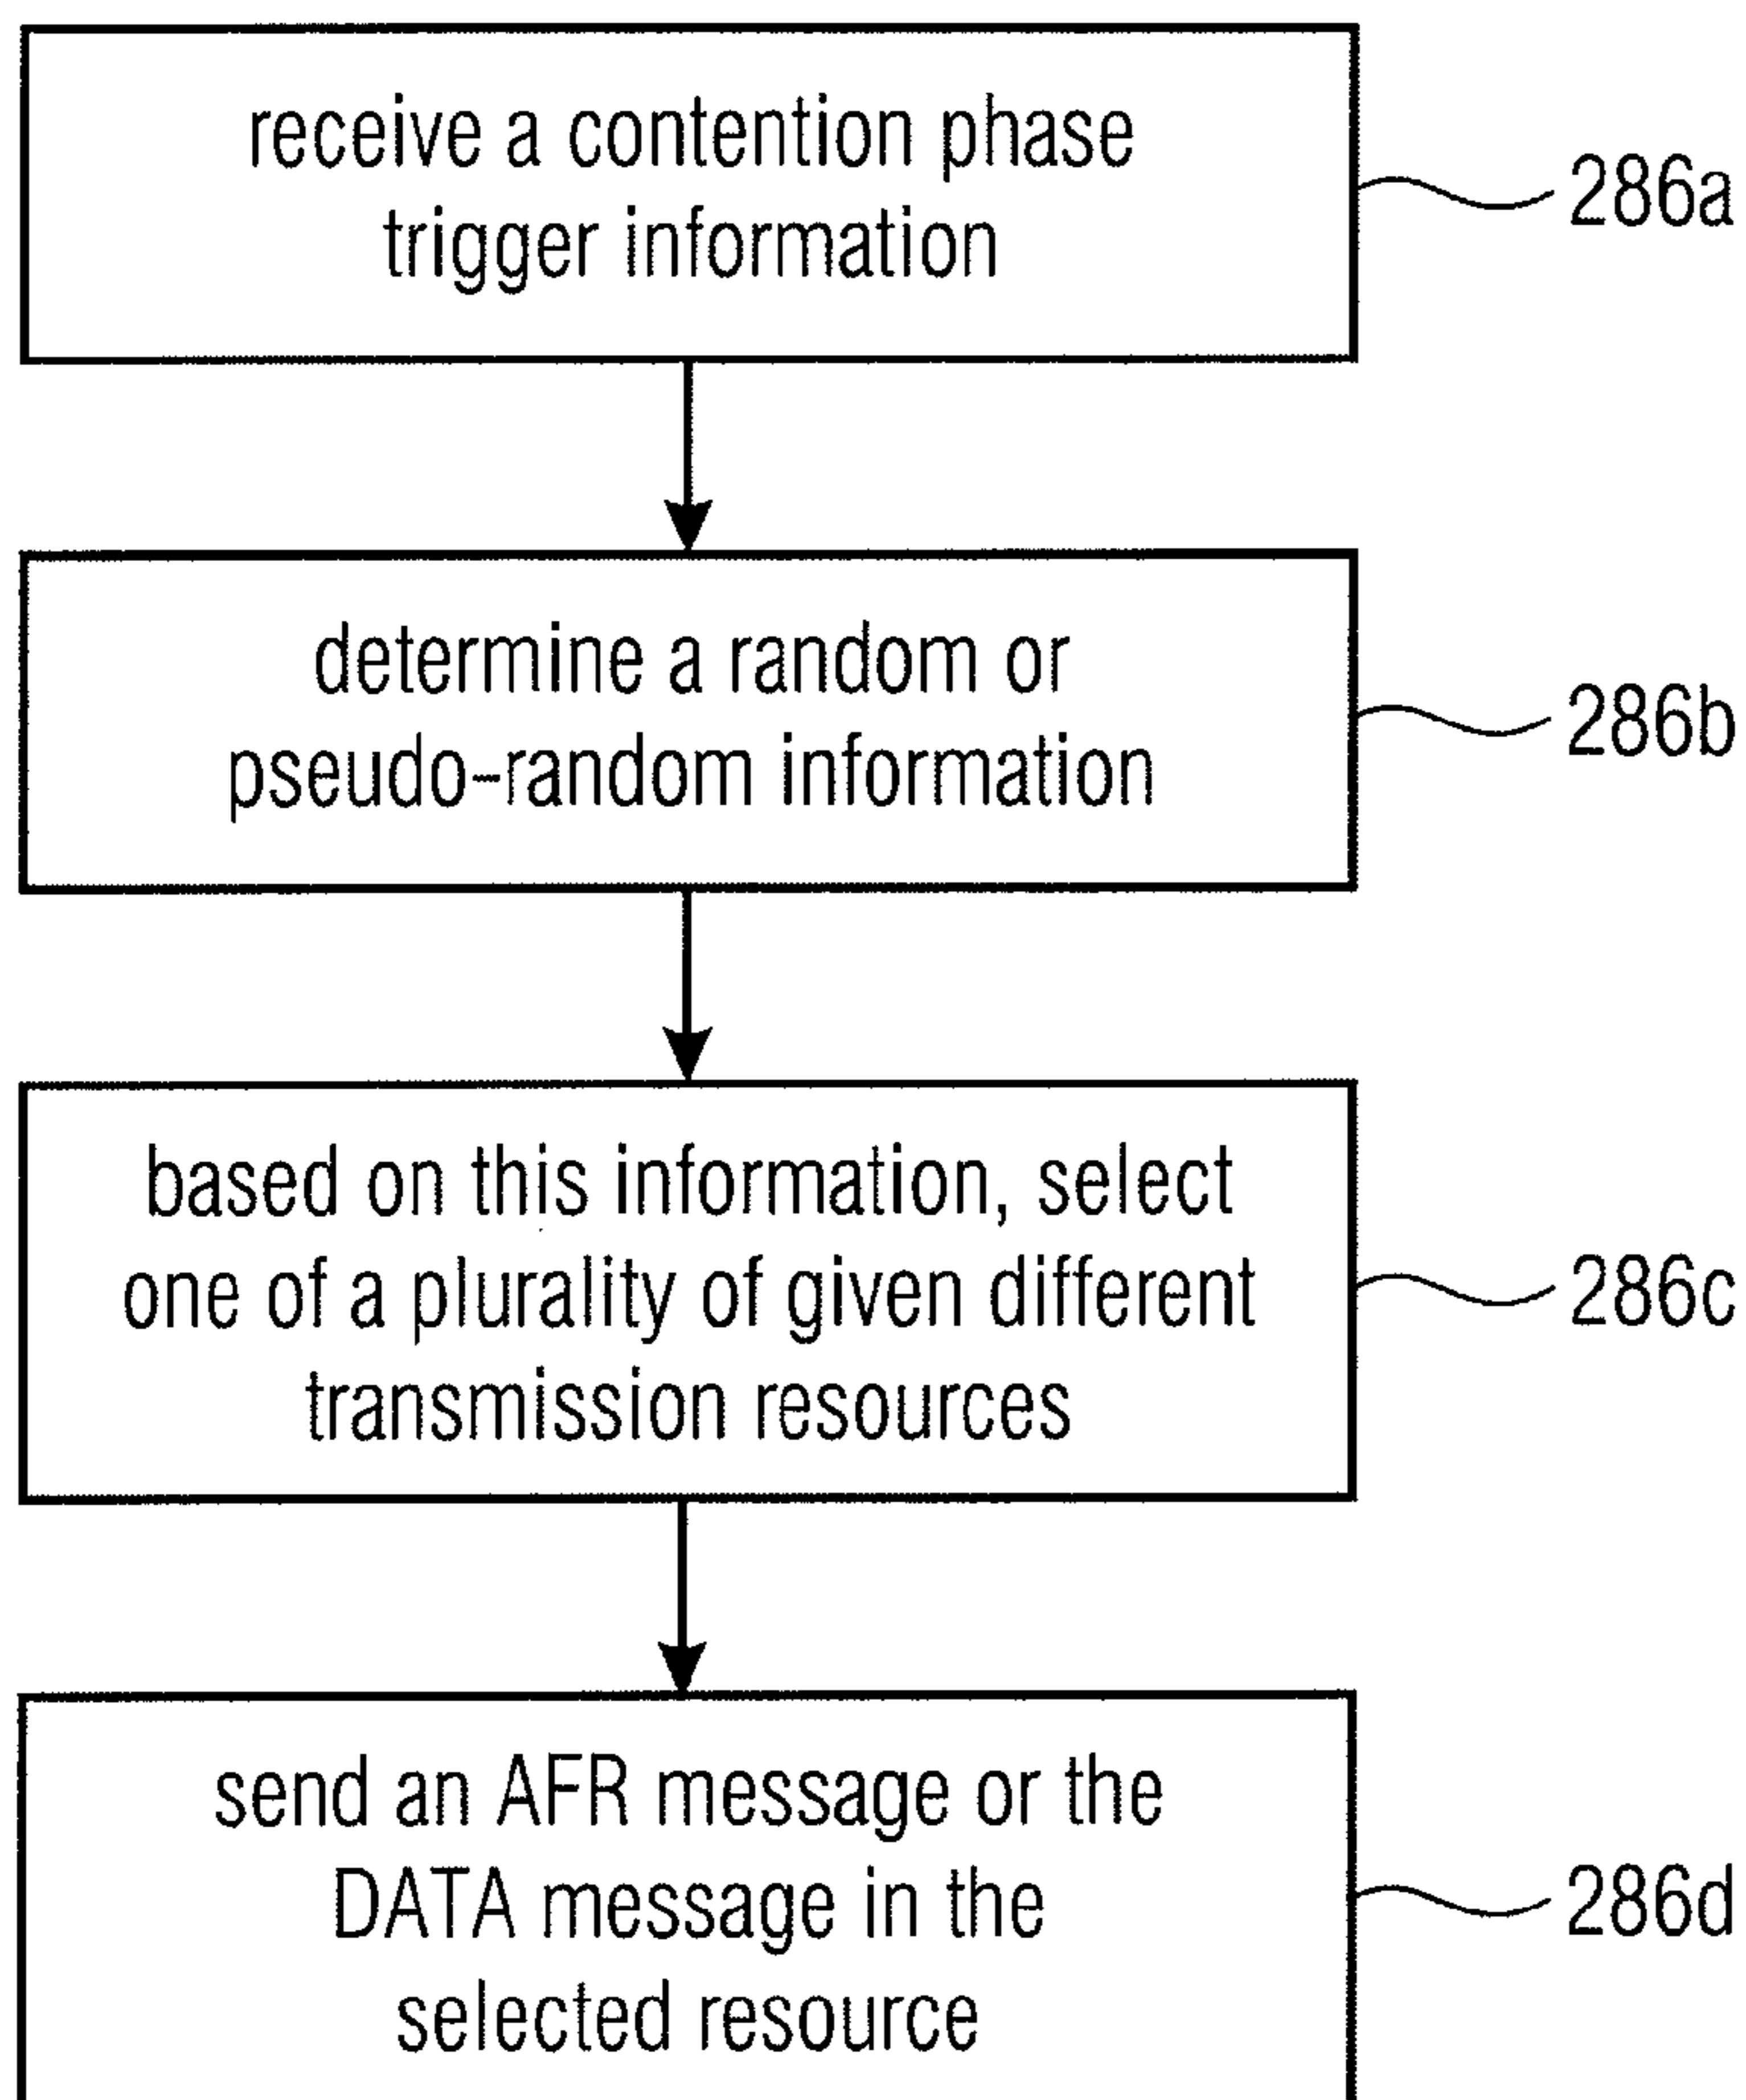 receive a contention phase
trigger information
286a
determine a random or
pseudo-random information
286b
based on this information, select
one of a plurality of given different
transmission resources
286c
send an AFR message or the
DATA message in the
selected resource
286d